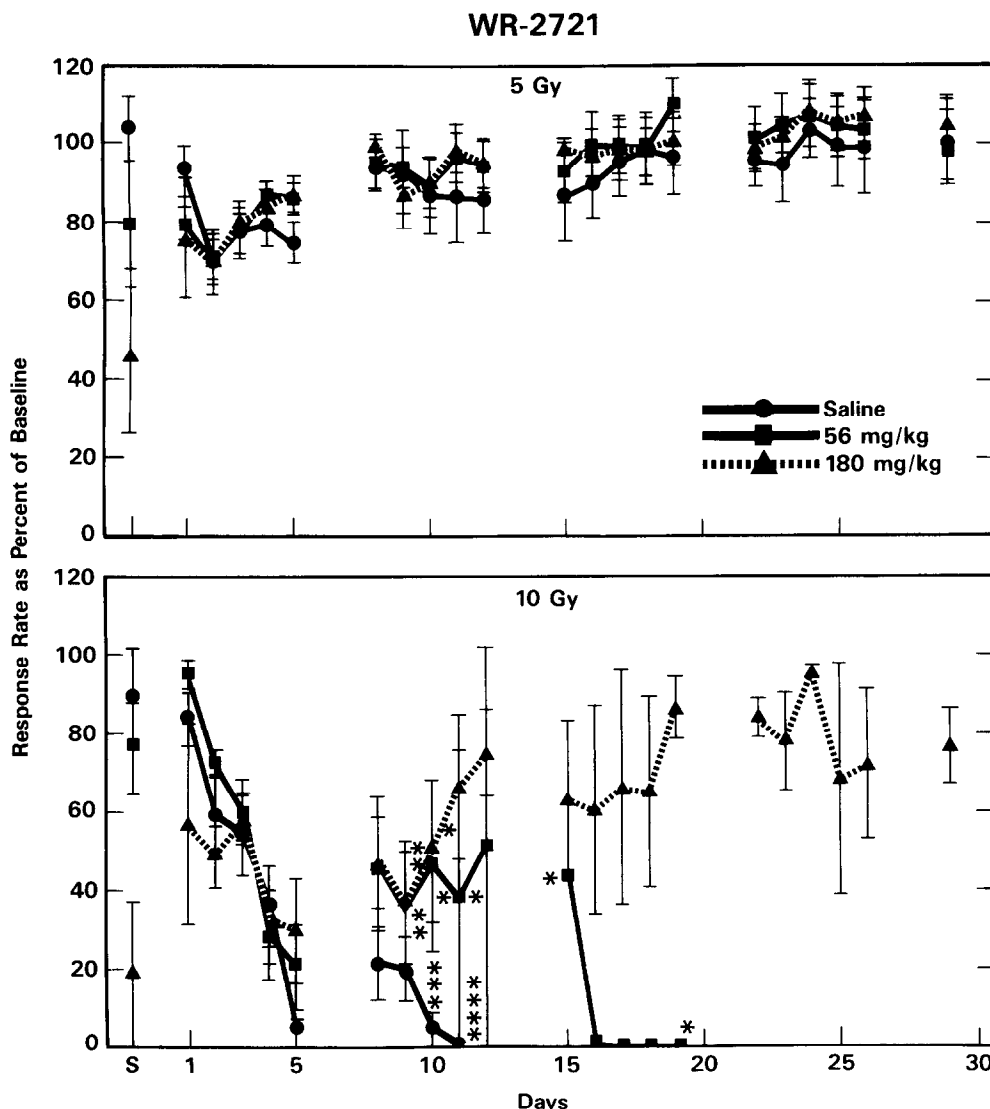 WR-2721
5 Gy
120
100
80
60
40
20
0
Saline
56 mg/kg
180 mg/kg
Response Rate as Percent of Baseline
10 Gy
120
100
80
60
40
20
0
*
**
*
*
**
***
****
*
*
S 1 5 10 15 20 25 30
Days